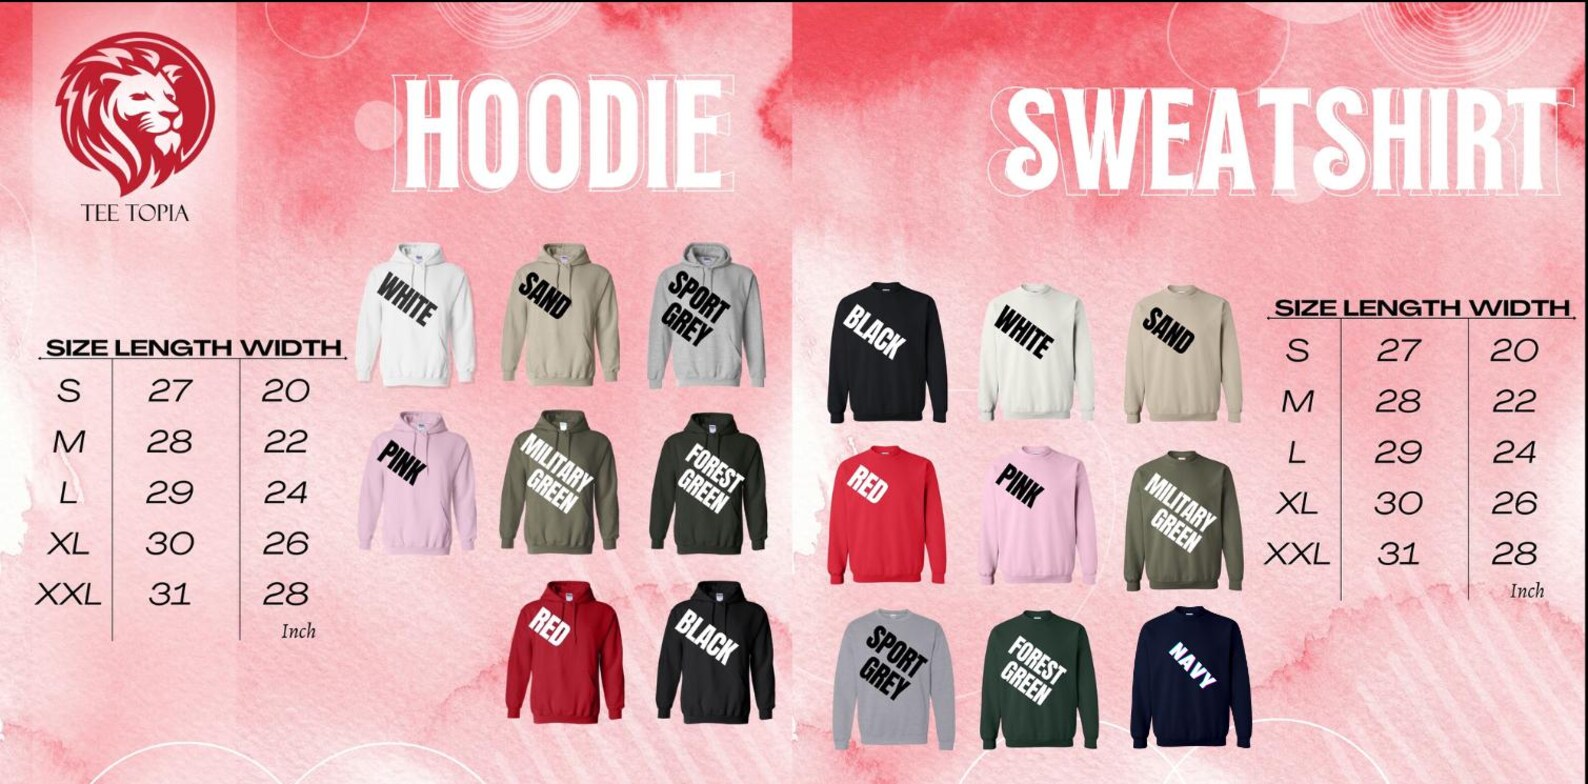 TEE TOPIA
HOODIE
SIZE LENGTH WIDTH
S 27 20
M 28 22
L 29 24
XL 30 26
XXL 31 28
Inch
WHITE
SAND
SPORT
GREY
PINK
MILITARY
GREEN
FOREST
GREEN
RED
BLACK
SWEATSHIRT
BLACK
WHITE
SAND
RED
PINK
MILITARY
GREEN
SPORT
GREY
FOREST
GREEN
NAVY
SIZE LENGTH WIDTH
S 27 20
M 28 22
L 29 24
XL 30 26
XXL 31 28
Inch